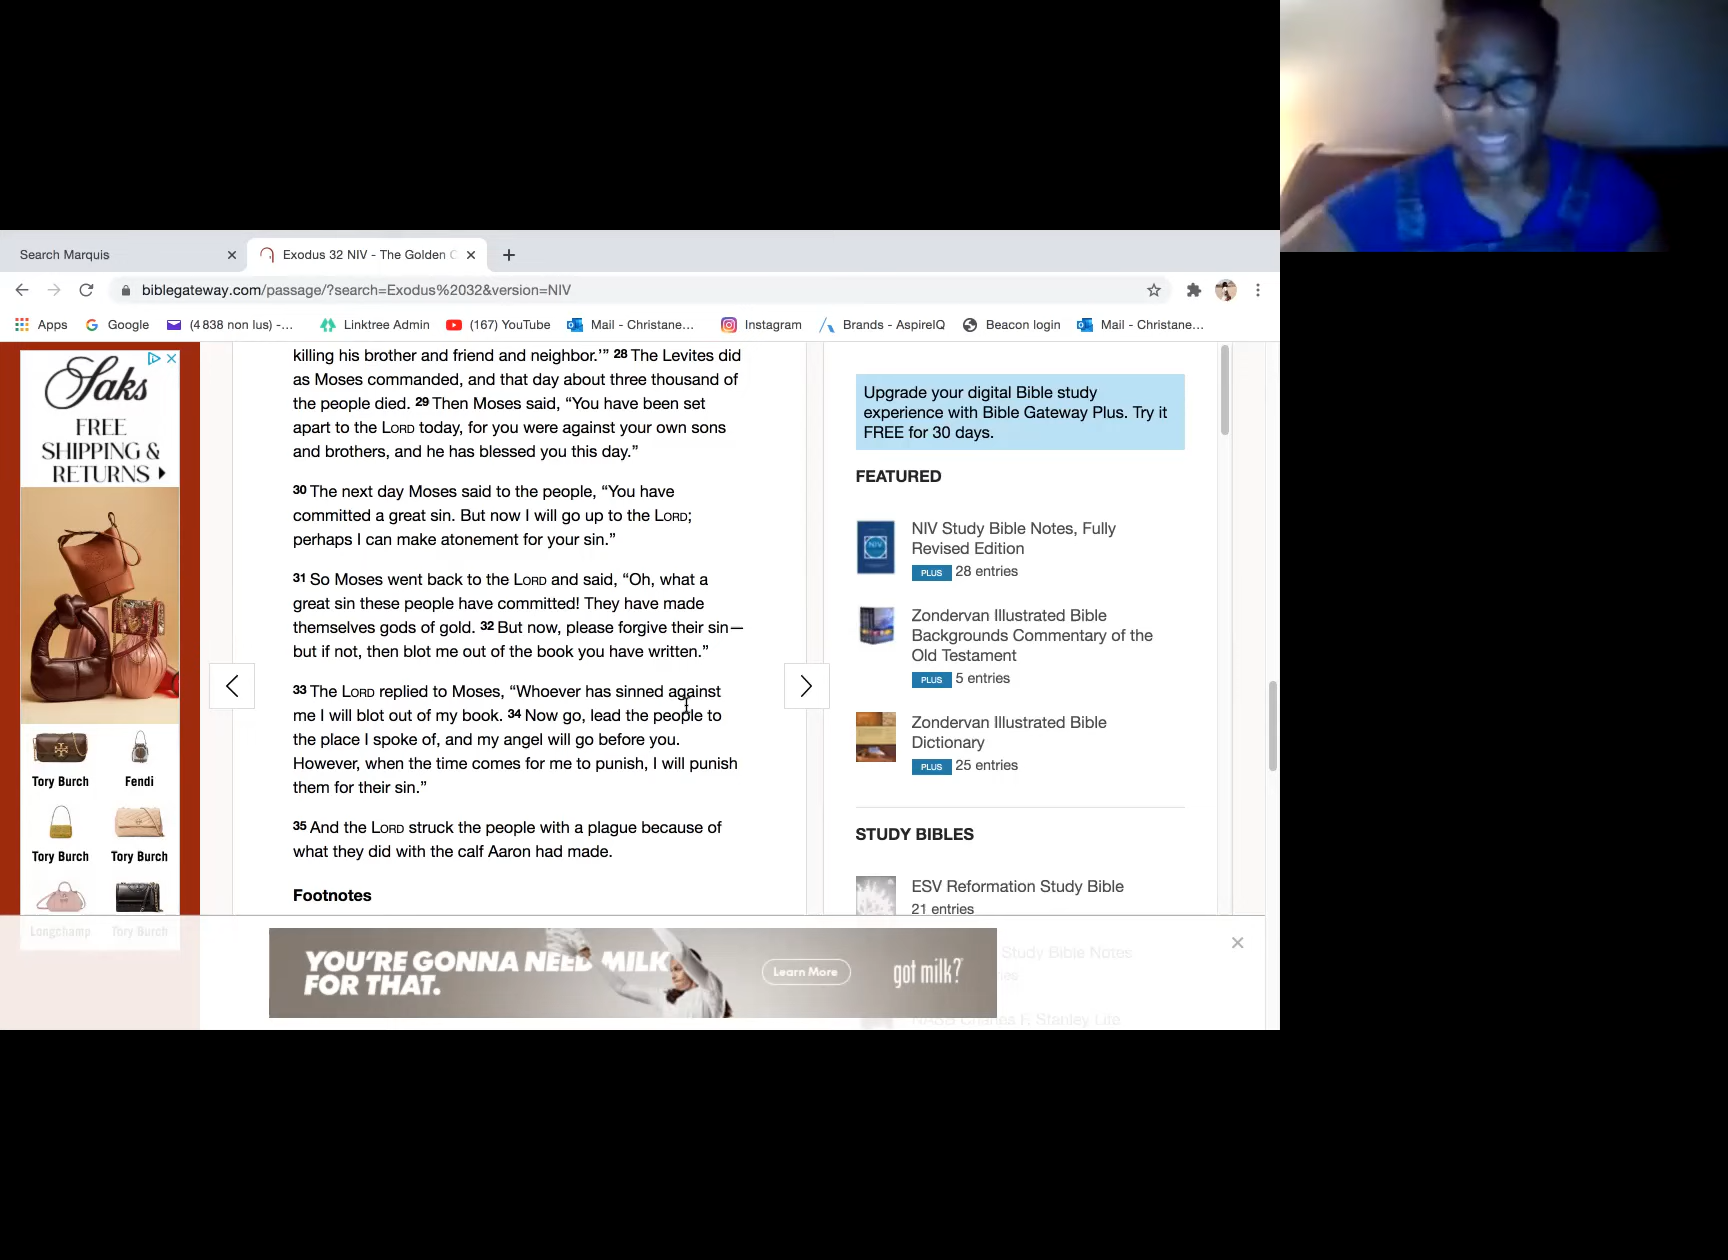 Search Marquis
Exodus 32 NIV - The Golden C
biblegateway.com/passage/?search=Exodus%2032&version=NIV
Apps
Google
(4 838 non lus) -...
Linktree Admin
(167) YouTube
Mail - Christane...
Instagram
Brands - AspireIQ
Beacon login
Mail - Christane...
Saks
FREE
SHIPPING &
RETURNS
Tory Burch
Fendi
Tory Burch
Tory Burch
Longchamp
Tory Burch
killing his brother and friend and neighbor.’” 28 The Levites did
as Moses commanded, and that day about three thousand of
the people died. 29 Then Moses said, “You have been set
apart to the LORD today, for you were against your own sons
and brothers, and he has blessed you this day.”
30 The next day Moses said to the people, “You have
committed a great sin. But now I will go up to the LORD;
perhaps I can make atonement for your sin.”
31 So Moses went back to the LORD and said, “Oh, what a
great sin these people have committed! They have made
themselves gods of gold. 32 But now, please forgive their sin—
but if not, then blot me out of the book you have written.”
33 The LORD replied to Moses, “Whoever has sinned against
me I will blot out of my book. 34 Now go, lead the people to
the place I spoke of, and my angel will go before you.
However, when the time comes for me to punish, I will punish
them for their sin.”
35 And the LORD struck the people with a plague because of
what they did with the calf Aaron had made.
Footnotes
Upgrade your digital Bible study
experience with Bible Gateway Plus. Try it
FREE for 30 days.
FEATURED
NIV
NIV Study Bible Notes, Fully
Revised Edition
PLUS 28 entries
Zondervan Illustrated Bible
Backgrounds Commentary of the
Old Testament
PLUS 5 entries
Zondervan Illustrated Bible
Dictionary
PLUS 25 entries
STUDY BIBLES
ESV Reformation Study Bible
21 entries
Study Bible Notes
NASB Charles F. Stanley Life
YOU’RE GONNA NEED MILK
FOR THAT.
Learn More
got milk?